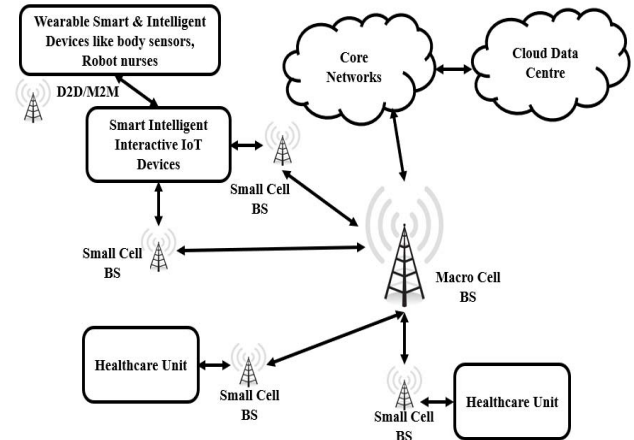 Wearable Smart & Intelligent
Devices like body sensors,
Robot nurses
D2D/M2M
Smart Intelligent
Interactive IoT
Devices
Small Cell
BS
Small Cell
BS
Core
Networks
Cloud Data
Centre
Macro Cell
BS
Healthcare Unit
Small Cell
BS
Small Cell
BS
Healthcare Unit